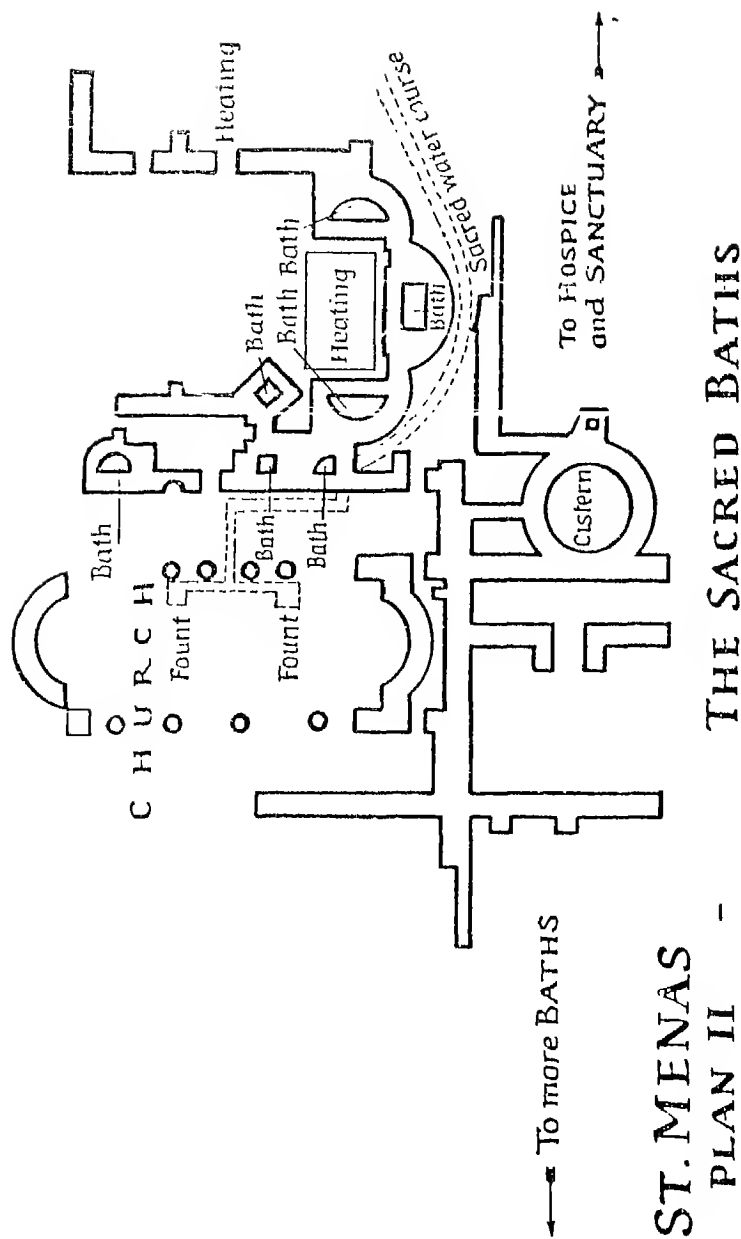 Heating
Sacred water course
Bath
Bath
Bath
Heating
Bath
Bath
Bath
Bath
CHURCH
Fount
Fount
Cistern
To HOSPICE
and SANCTUARY
To more BATHS
ST. MENAS
PLAN II - THE SACRED BATHS